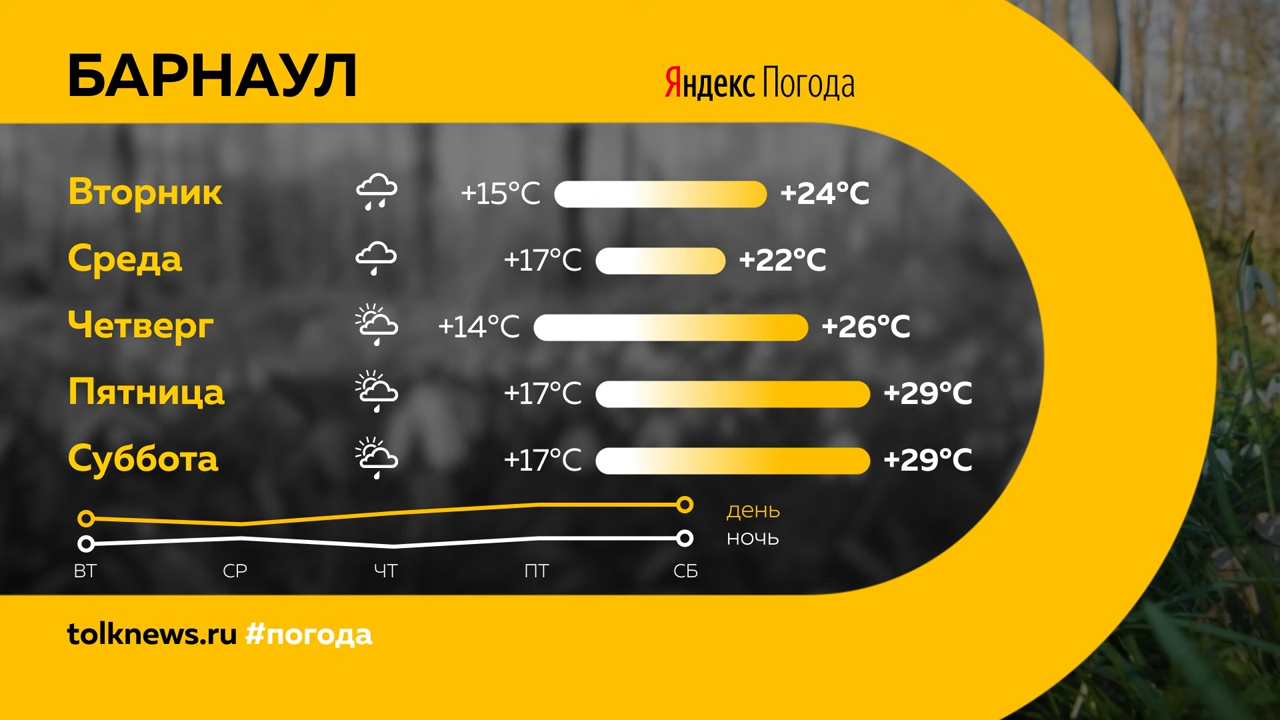 БАРНАУЛ
Яндекс Погода
Вторник +15°C +24°C
Среда +17°C +22°C
Четверг +14°C +26°C
Пятница +17°C +29°C
Суббота +17°C +29°C
день
ночь
ВТ СР ЧТ ПТ СБ
tolknews.ru #погода